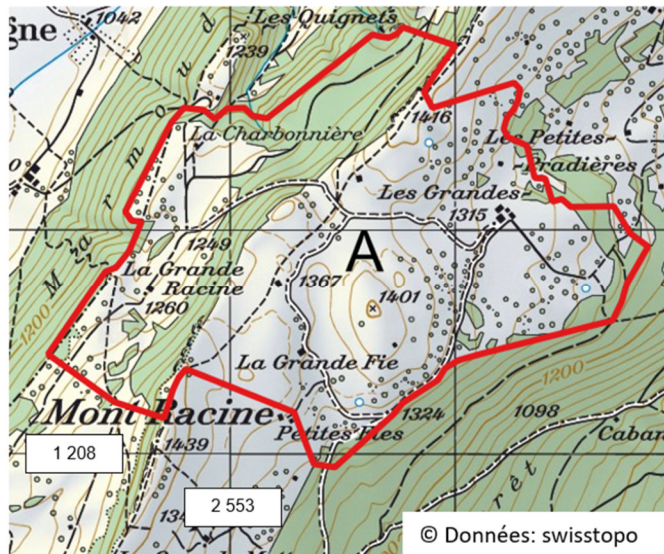 gne
1042
Les Quignets
1239
1416
La Charbonnière
Les Petites-
Pradières
Les Grandes-
1315
Marmoud
1249
A
La Grande
Racine
1260
1367
1401
1200
La Grande Fie
1200
Mont Racine
Petites Fies
1324
1098
Caban
1439
rêt
1 208
2 553
© Données: swisstopo